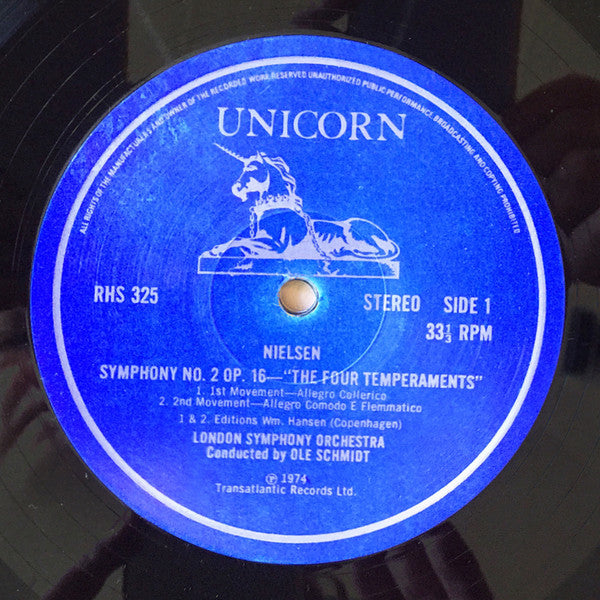 ALL RIGHTS OF THE MANUFACTURERS AND OWNER OF THE RECORDED WORK RESERVED UNAUTHORIZED PUBLIC PERFORMANCE, BROADCASTING AND COPYING PROHIBITED
UNICORN
RHS 325
STEREO SIDE 1
33⅓ RPM
NIELSEN
SYMPHONY NO. 2 OP. 16—"THE FOUR TEMPERAMENTS"
1. 1st Movement—Allegro Collerico
2. 2nd Movement—Allegro Comodo E Flemmatico
1 & 2. Editions Wm. Hansen (Copenhagen)
LONDON SYMPHONY ORCHESTRA
Conducted by OLE SCHMIDT
℗ 1974
Transatlantic Records Ltd.